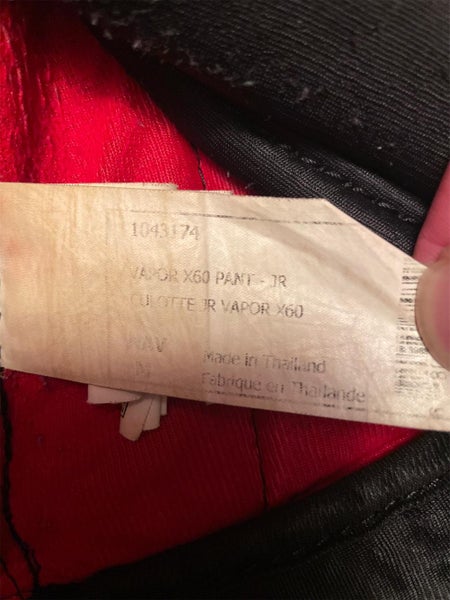 1043174
VAPOR X60 PANT - JR
CULOTTE JR VAPOR X60
NAV
Made in Thailand
Fabriqué en Thaïlande